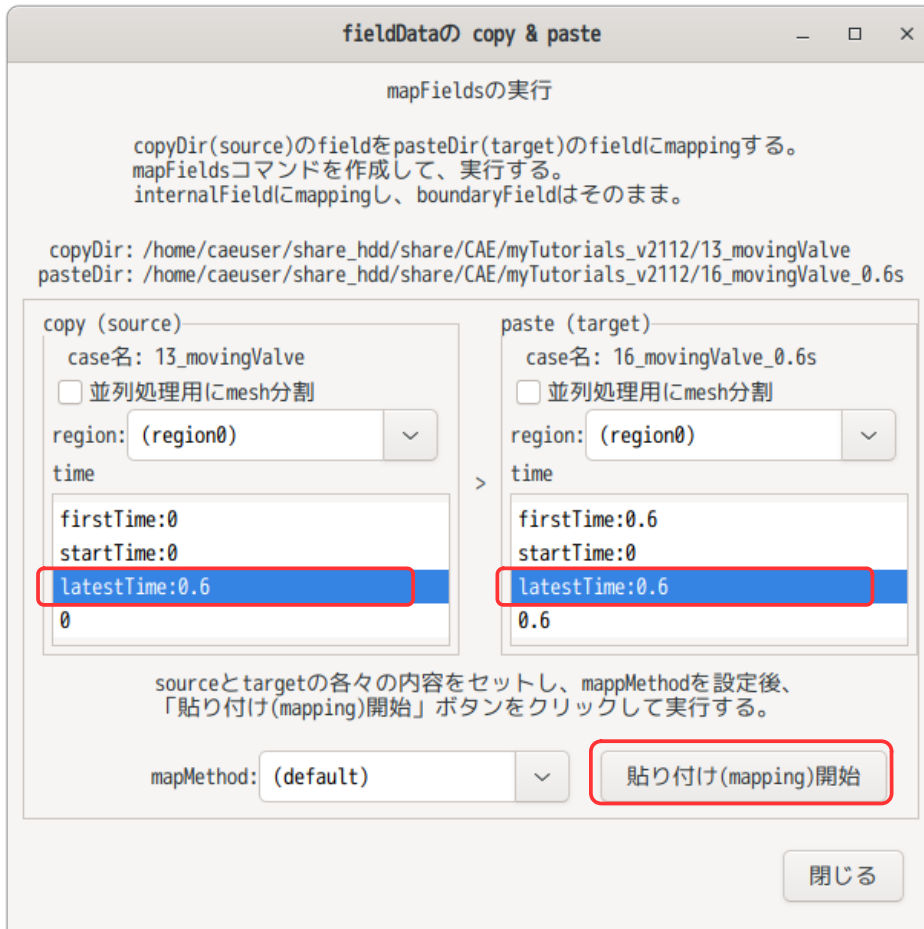 fieldDataの copy & paste
mapFieldsの実行
copyDir(source)のfieldをpasteDir(target)のfieldにmappingする。
mapFieldsコマンドを作成して、実行する。
internalFieldにmappingし、boundaryFieldはそのまま。
copyDir: /home/caeuser/share_hdd/share/CAE/myTutorials_v2112/13_movingValve
pasteDir: /home/caeuser/share_hdd/share/CAE/myTutorials_v2112/16_movingValve_0.6s
copy (source)
case名: 13_movingValve
並列処理用にmesh分割
region: (region0)
time
firstTime:0
startTime:0
latestTime:0.6
0
>
paste (target)
case名: 16_movingValve_0.6s
並列処理用にmesh分割
region: (region0)
time
firstTime:0.6
startTime:0
latestTime:0.6
0.6
sourceとtargetの各々の内容をセットし、mappMethodを設定後、
「貼り付け(mapping)開始」ボタンをクリックして実行する。
mapMethod: (default)
貼り付け(mapping)開始
閉じる